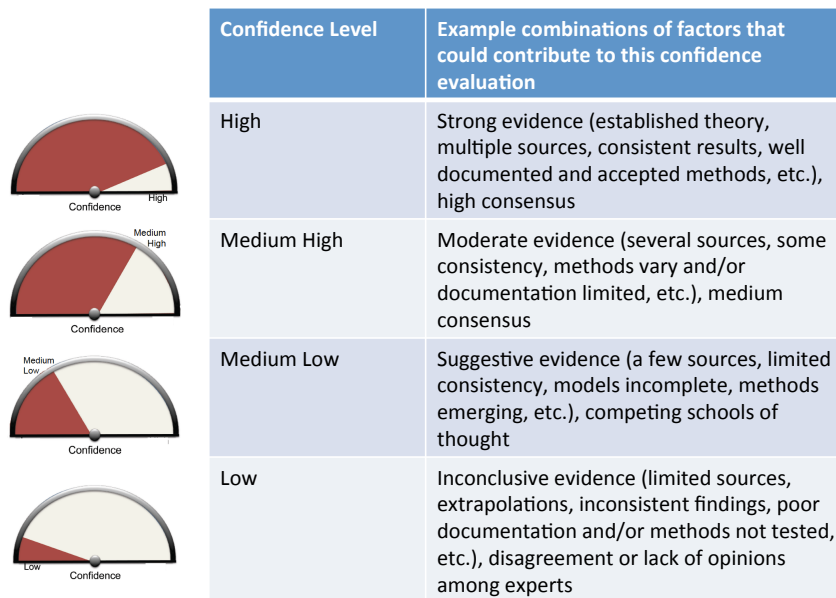 Confidence Level
Example combinations of factors that
could contribute to this confidence
evaluation
High
Confidence
High
Strong evidence (established theory,
multiple sources, consistent results, well
documented and accepted methods, etc.),
high consensus
Medium
High
Confidence
Medium High
Moderate evidence (several sources, some
consistency, methods vary and/or
documentation limited, etc.), medium
consensus
Medium
Low
Confidence
Medium Low
Suggestive evidence (a few sources, limited
consistency, models incomplete, methods
emerging, etc.), competing schools of
thought
Low
Confidence
Low
Inconclusive evidence (limited sources,
extrapolations, inconsistent findings, poor
documentation and/or methods not tested,
etc.), disagreement or lack of opinions
among experts